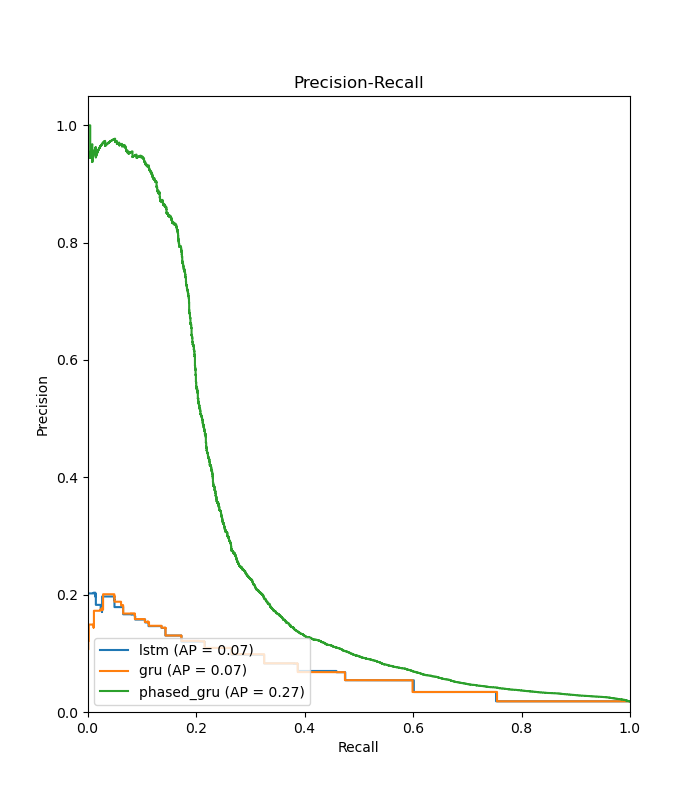 Precision-Recall
1.0
0.8
0.6
0.4
0.2
0.0
Precision
lstm (AP = 0.07)
gru (AP = 0.07)
phased_gru (AP = 0.27)
0.0 0.2 0.4 0.6 0.8 1.0
Recall